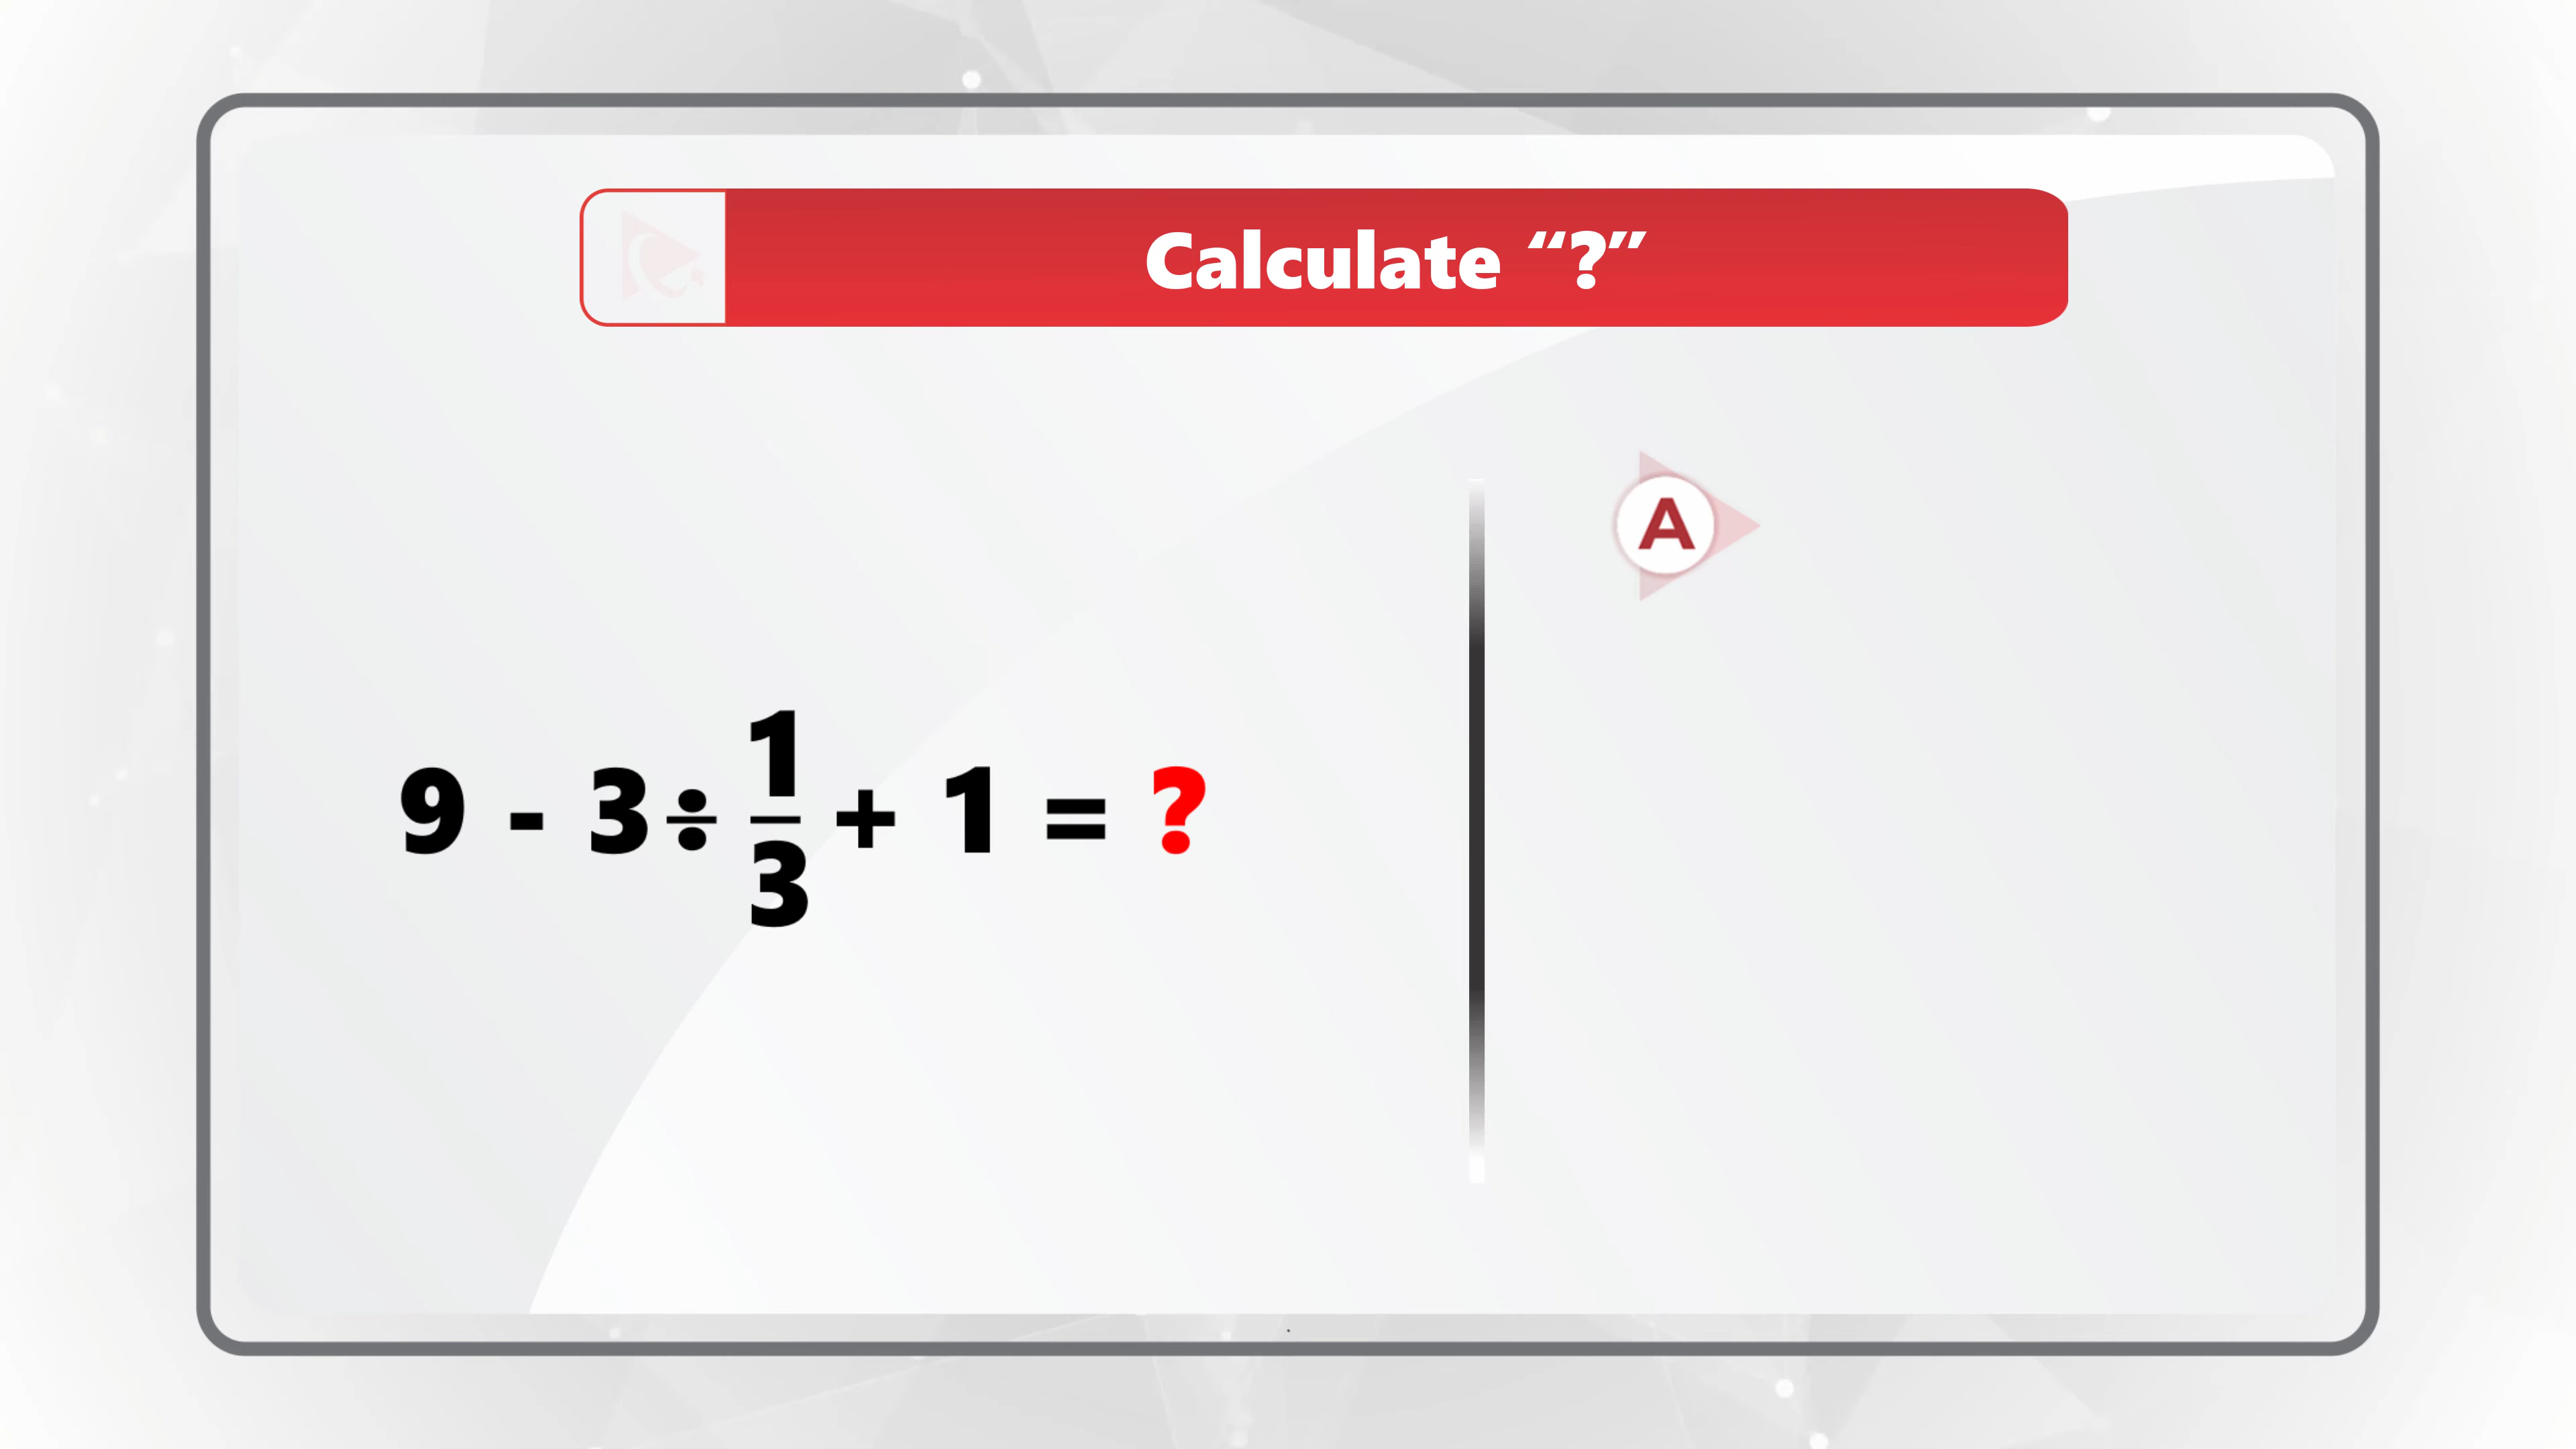 Calculate “?”
A
9 - 3 ÷ 1/3 + 1 = ?